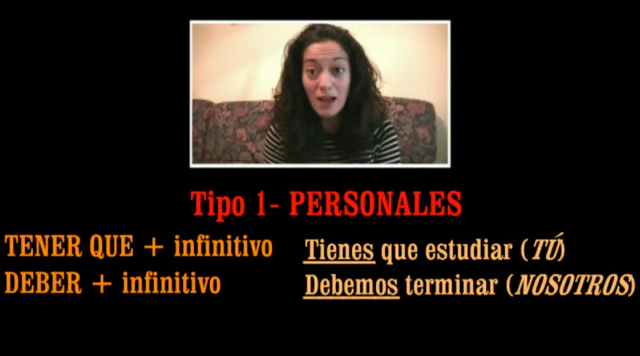 Tipo 1- PERSONALES
TENER QUE + infinitivo
Tienes que estudiar (TÚ)
DEBER + infinitivo
Debemos terminar (NOSOTROS)